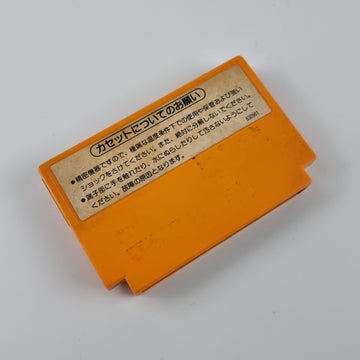 カセットについてのお願い
● 精密機器ですので、極端な温度条件下での使用や保管および強い
ショックをさけてください。また、絶対に分解しないでください。
● 端子部に手を触れたり、水にぬらしたりして汚さないようにして
ください。故障の原因となります。